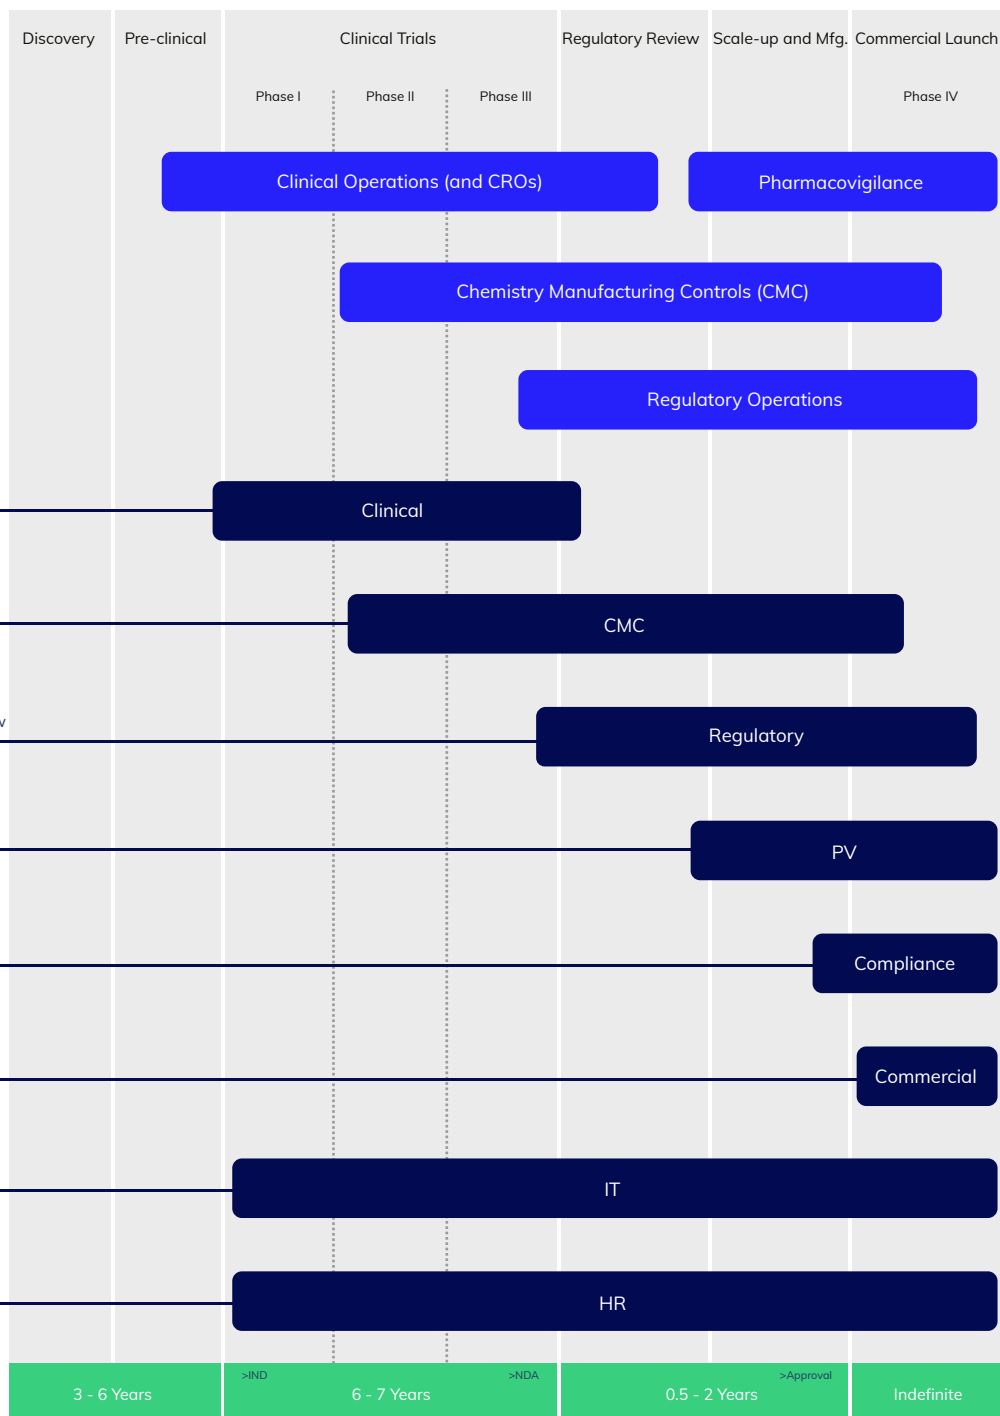 Discovery
Pre-clinical
Clinical Trials
Regulatory Review
Scale-up and Mfg.
Commercial Launch
Phase I
Phase II
Phase III
Phase IV
Clinical Operations (and CROs)
Pharmacovigilance
Chemistry Manufacturing Controls (CMC)
Regulatory Operations
Clinical
CMC
Regulatory
PV
Compliance
Commercial
IT
HR
>IND
>NDA
>Approval
3 - 6 Years
6 - 7 Years
0.5 - 2 Years
Indefinite